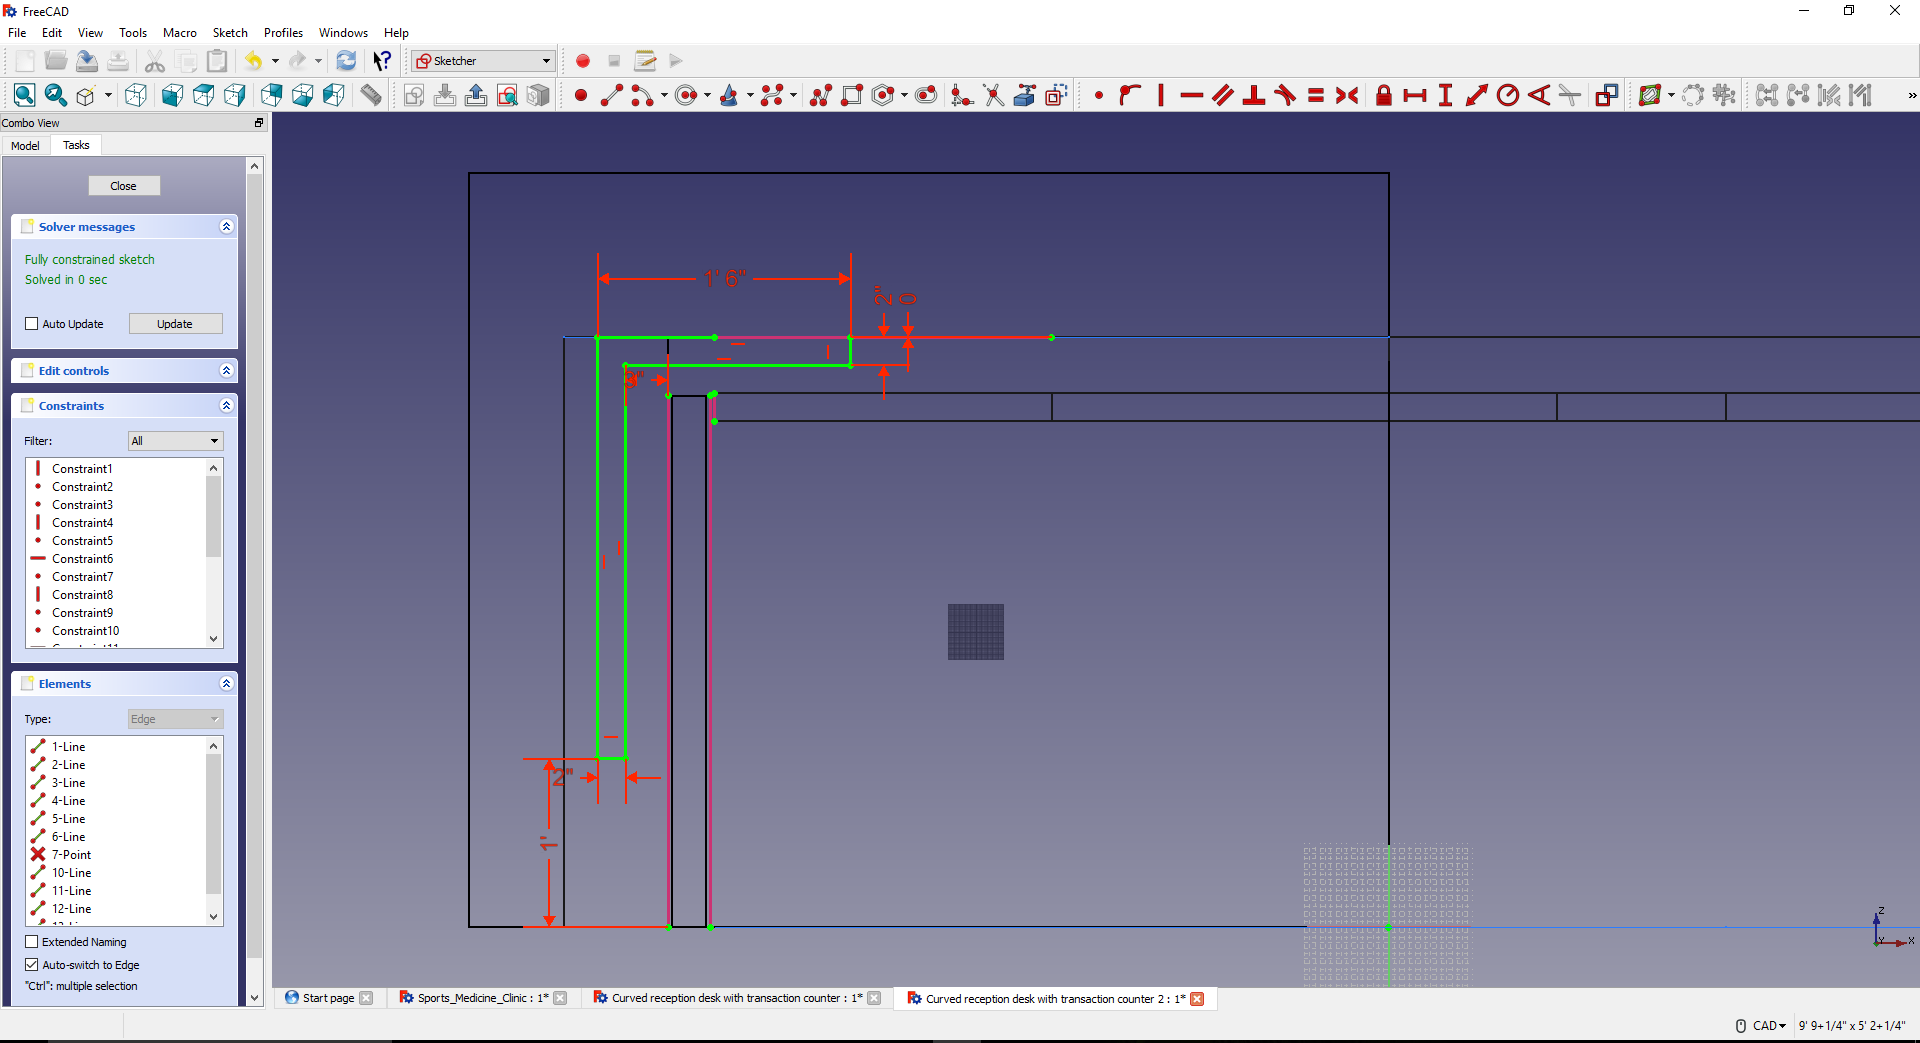 FreeCAD
File Edit View Tools Macro Sketch Profiles Windows Help
Sketcher
Combo View
Model Tasks
Close
Solver messages
Fully constrained sketch
Solved in 0 sec
Auto Update Update
Edit controls
Constraints
Filter: All
Constraint1
Constraint2
Constraint3
Constraint4
Constraint5
Constraint6
Constraint7
Constraint8
Constraint9
Constraint10
Elements
Type: Edge
1-Line
2-Line
3-Line
4-Line
5-Line
6-Line
7-Point
10-Line
11-Line
12-Line
Extended Naming
Auto-switch to Edge
"Ctrl": multiple selection
1' 6"
2"
0
3"
2"
1'
Z
Y X
Start page
Sports_Medicine_Clinic : 1*
Curved reception desk with transaction counter : 1*
Curved reception desk with transaction counter 2 : 1*
CAD 9' 9+1/4" x 5' 2+1/4"